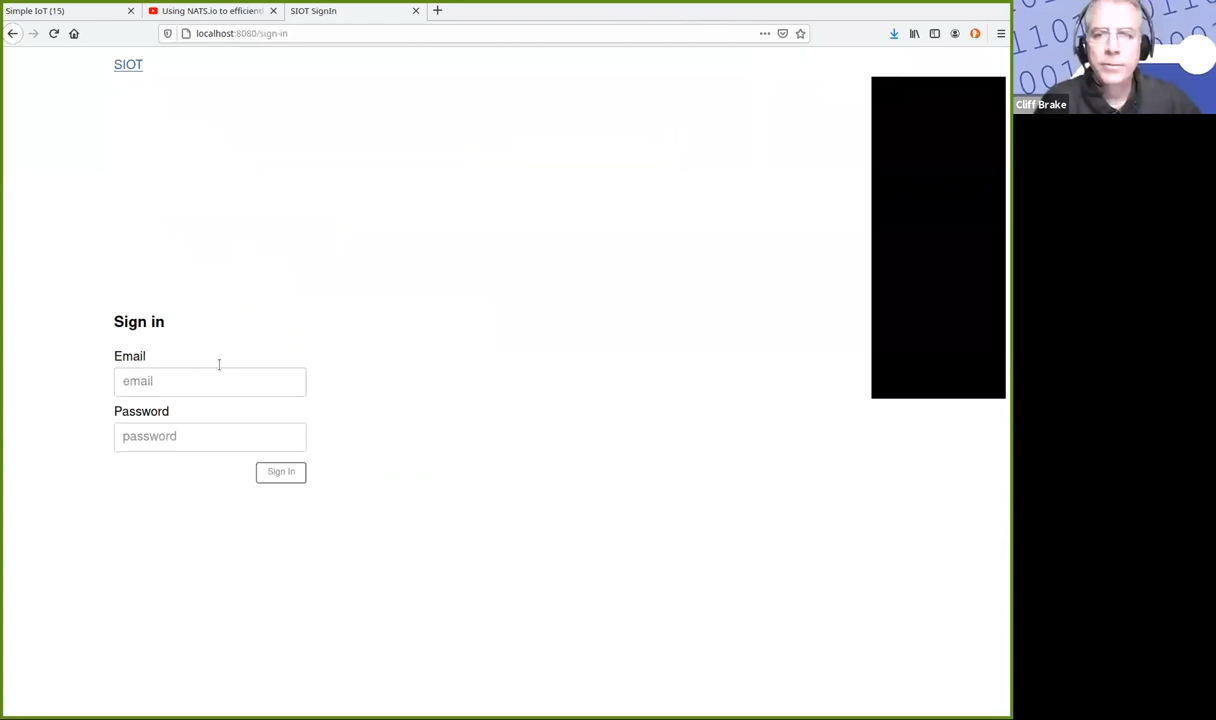 Simple IoT (15)
Using NATS.io to efficient
SIOT SignIn
localhost:8080/sign-in
SIOT
Sign in
Email
email
Password
password
Sign In
Cliff Brake